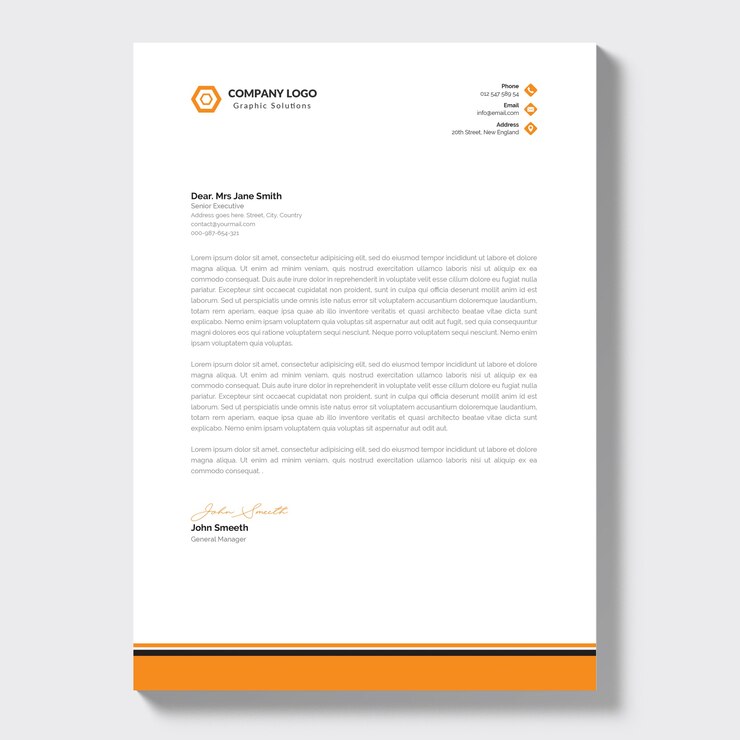 COMPANY LOGO
Graphic Solutions
Phone
012 547 589 54
Email
info@email.com
Address
20th Street, New England
Dear. Mrs Jane Smith
Senior Executive
Address goes here. Street, City, Country
contact@yourmail.com
000-987-654-321
Lorem ipsum dolor sit amet, consectetur adipisicing elit, sed do eiusmod tempor incididunt ut labore et dolore
magna aliqua. Ut enim ad minim veniam, quis nostrud exercitation ullamco laboris nisi ut aliquip ex ea
commodo consequat. Duis aute irure dolor in reprehenderit in voluptate velit esse cillum dolore eu fugiat nulla
pariatur. Excepteur sint occaecat cupidatat non proident, sunt in culpa qui officia deserunt mollit anim id est
laborum. Sed ut perspiciatis unde omnis iste natus error sit voluptatem accusantium doloremque laudantium,
totam rem aperiam, eaque ipsa quae ab illo inventore veritatis et quasi architecto beatae vitae dicta sunt
explicabo. Nemo enim ipsam voluptatem quia voluptas sit aspernatur aut odit aut fugit, sed quia consequuntur
magni dolores eos qui ratione voluptatem sequi nesciunt. Neque porro voluptatem sequi nesciunt. Nemo enim
ipsam voluptatem quia voluptas.
Lorem ipsum dolor sit amet, consectetur adipisicing elit, sed do eiusmod tempor incididunt ut labore et dolore
magna aliqua. Ut enim ad minim veniam, quis nostrud exercitation ullamco laboris nisi ut aliquip ex ea
commodo consequat. Duis aute irure dolor in reprehenderit in voluptate velit esse cillum dolore eu fugiat nulla
pariatur. Excepteur sint occaecat cupidatat non proident, sunt in culpa qui officia deserunt mollit anim id est
laborum. Sed ut perspiciatis unde omnis iste natus error sit voluptatem accusantium doloremque laudantium,
totam rem aperiam, eaque ipsa quae ab illo inventore veritatis et quasi architecto beatae vitae dicta sunt
explicabo. Nemo enim ipsam voluptatem quia voluptas sit aspernatur aut odit aut.
Lorem ipsum dolor sit amet, consectetur adipisicing elit, sed do eiusmod tempor incididunt ut labore et dolore
magna aliqua. Ut enim ad minim veniam, quis nostrud exercitation ullamco laboris nisi ut aliquip ex ea
commodo consequat. .
John Smeeth
John Smeeth
General Manager